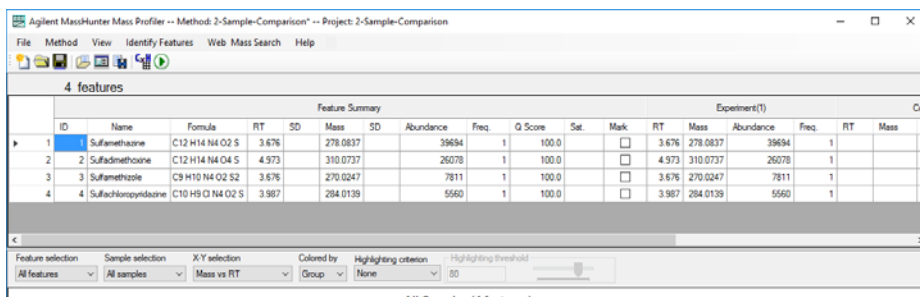 Agilent MassHunter Mass Profiler -- Method: 2-Sample-Comparison* -- Project: 2-Sample-Comparison
File Method View Identify Features Web Mass Search Help
4 features
Feature Summary Experiment(1)
ID Name Formula RT SD Mass SD Abundance Freq. Q Score Sat. Mark RT Mass Abundance Freq. RT Mass
1 1 Sulfamethazine C12 H14 N4 O2 S 3.676 278.0837 39694 1 100.0 3.676 278.0837 39694 1
2 2 Sulfadimethoxine C12 H14 N4 O4 S 4.973 310.0737 26078 1 100.0 4.973 310.0737 26078 1
3 3 Sulfamethizole C9 H10 N4 O2 S2 3.676 270.0247 7811 1 100.0 3.676 270.0247 7811 1
4 4 Sulfachloropyridazine C10 H9 Cl N4 O2 S 3.987 284.0139 5560 1 100.0 3.987 284.0139 5560 1
Feature selection Sample selection X-Y selection Colored by Highlighting criterion Highlighting threshold
All features All samples Mass vs RT Group None 80